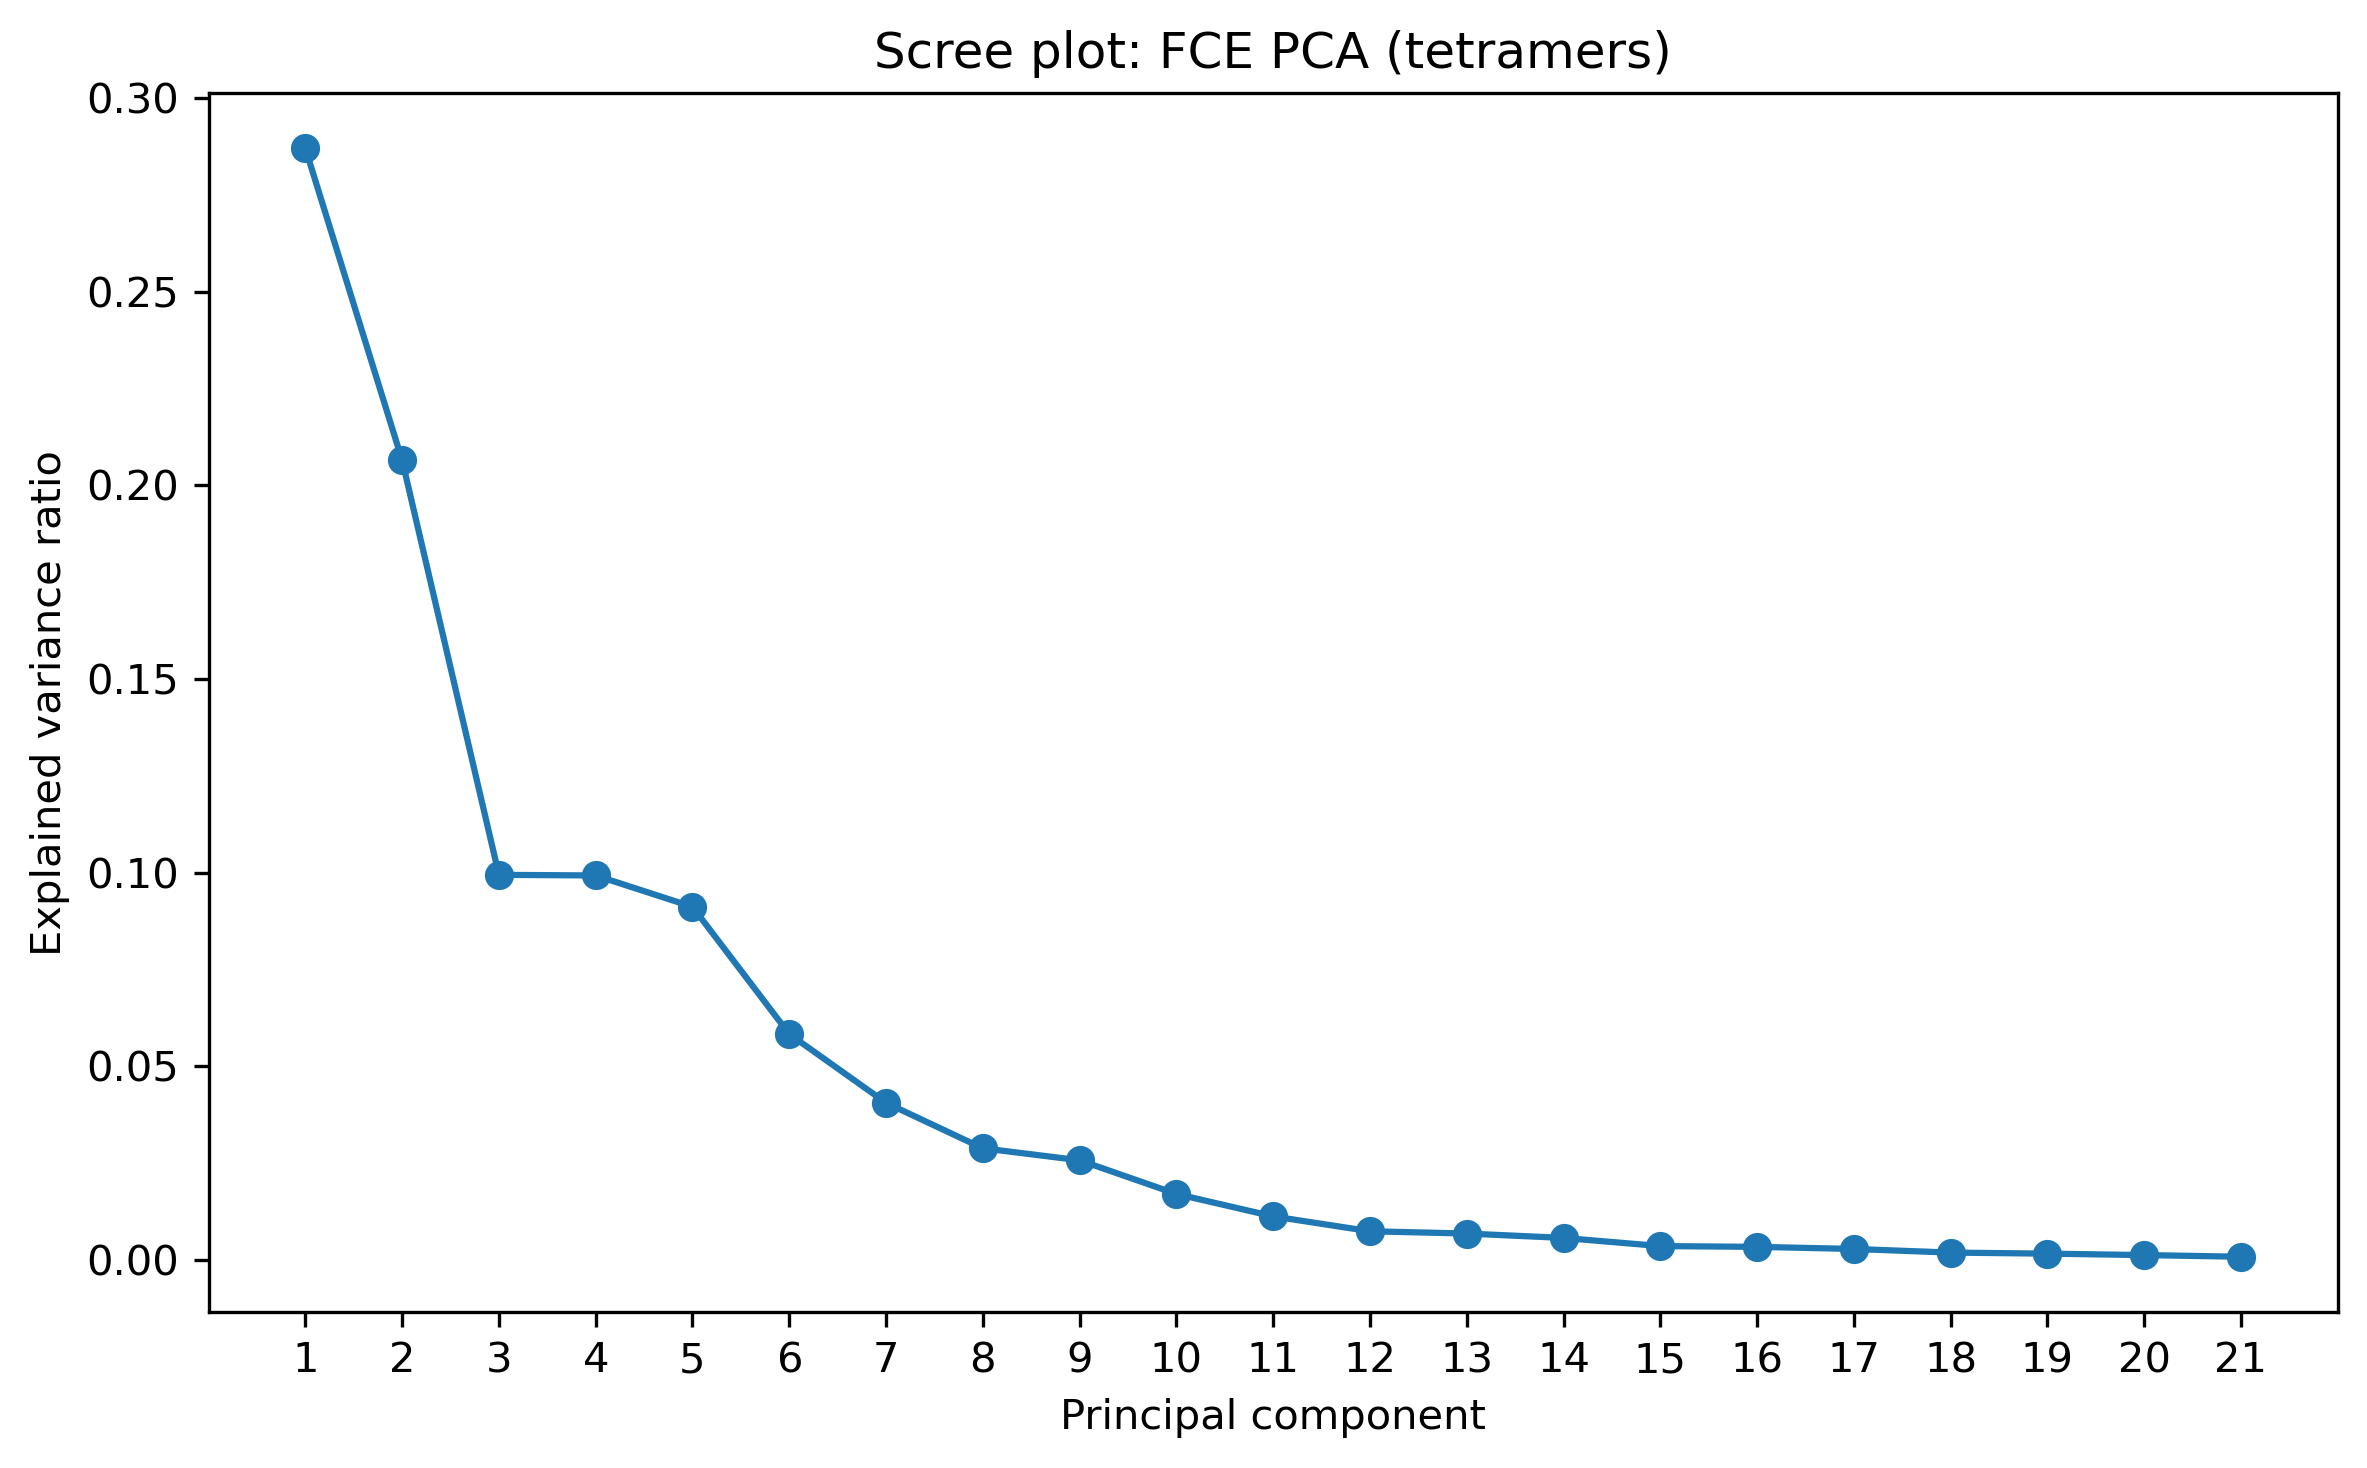 Scree plot: FCE PCA (tetramers)
0.30
0.25
0.20
0.15
0.10
0.05
0.00
Explained variance ratio
1 2 3 4 5 6 7 8 9 10 11 12 13 14 15 16 17 18 19 20 21
Principal component